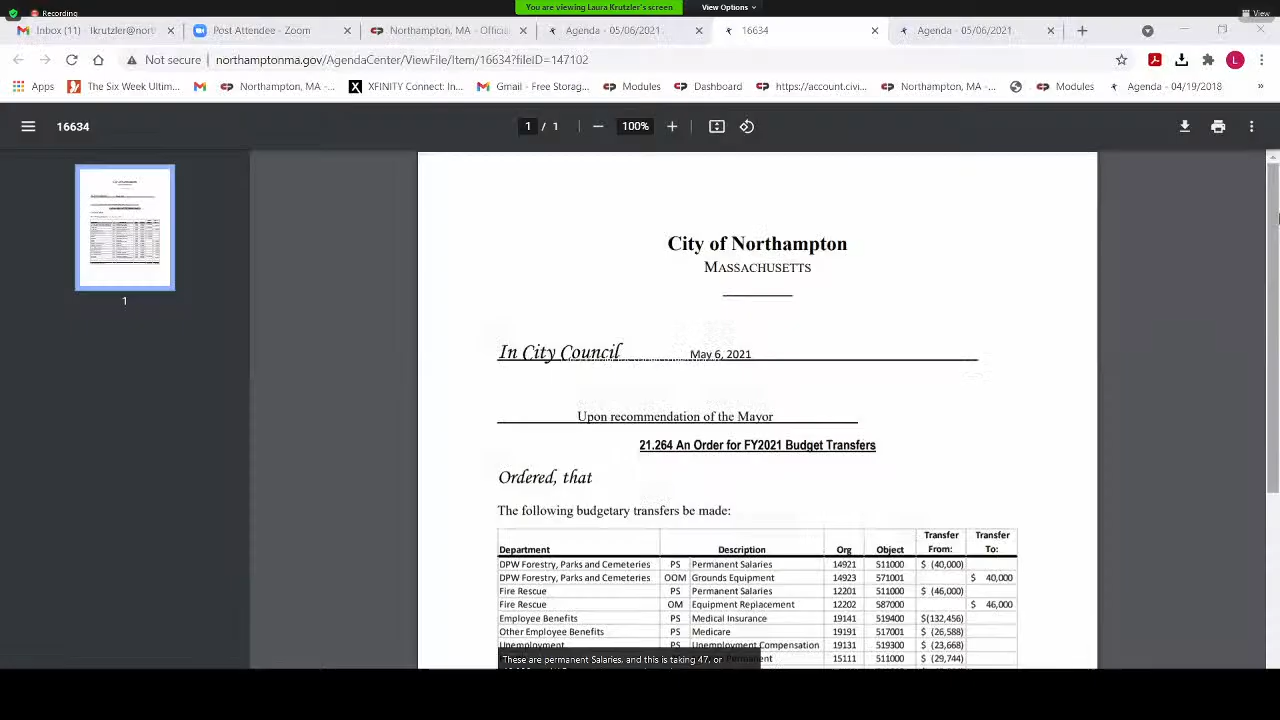 Recording
You are viewing Laura Krutzler's screen
View Options
View
Inbox (11) - lkrutzler@nort
Post Attendee - Zoom
Northampton, MA - Official
Agenda - 05/06/2021
16634
Agenda - 05/06/2021
Not secure
northamptonma.gov/AgendaCenter/ViewFile/Item/16634?fileID=147102
L
Apps
The Six Week Ultim...
Northampton, MA -...
XFINITY Connect: In...
Gmail - Free Storag...
Modules
Dashboard
https://account.civi...
Northampton, MA -...
Modules
Agenda - 04/19/2018
»
16634
1 / 1
100%
1
City of Northampton
MASSACHUSETTS
In City Council May 6, 2021
Upon recommendation of the Mayor
21.264 An Order for FY2021 Budget Transfers
Ordered, that
The following budgetary transfers be made:
Department Description Org Object Transfer From: Transfer To:
DPW Forestry, Parks and Cemeteries PS Permanent Salaries 14921 511000 $ (40,000)
DPW Forestry, Parks and Cemeteries OOM Grounds Equipment 14923 571001 $ 40,000
Fire Rescue PS Permanent Salaries 12201 511000 $ (46,000)
Fire Rescue OM Equipment Replacement 12202 587000 $ 46,000
Employee Benefits PS Medical Insurance 19141 519400 $(132,456)
Other Employee Benefits PS Medicare 19191 517001 $ (26,588)
Unemployment PS Unemployment Compensation 19131 519300 $ (23,668)
15111 511000 $ (29,744)
These are permanent Salaries, and this is taking 47, or